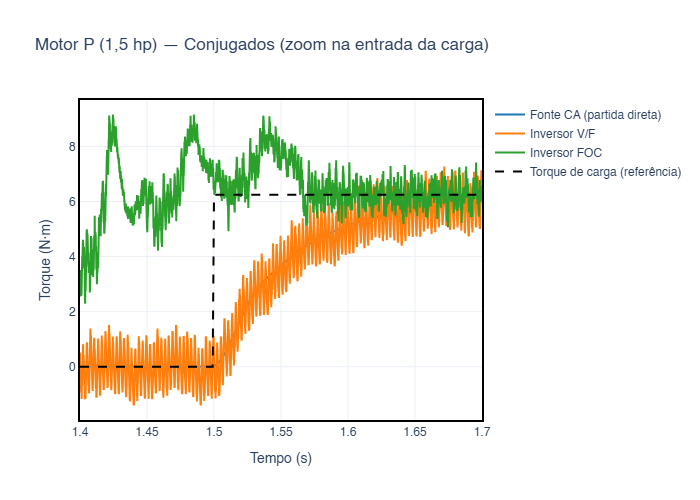 Motor P (1,5 hp) — Conjugados (zoom na entrada da carga)
Fonte CA (partida direta)
Inversor V/F
Inversor FOC
Torque de carga (referência)
Torque (N·m)
8
6
4
2
0
1.4 1.45 1.5 1.55 1.6 1.65 1.7
Tempo (s)